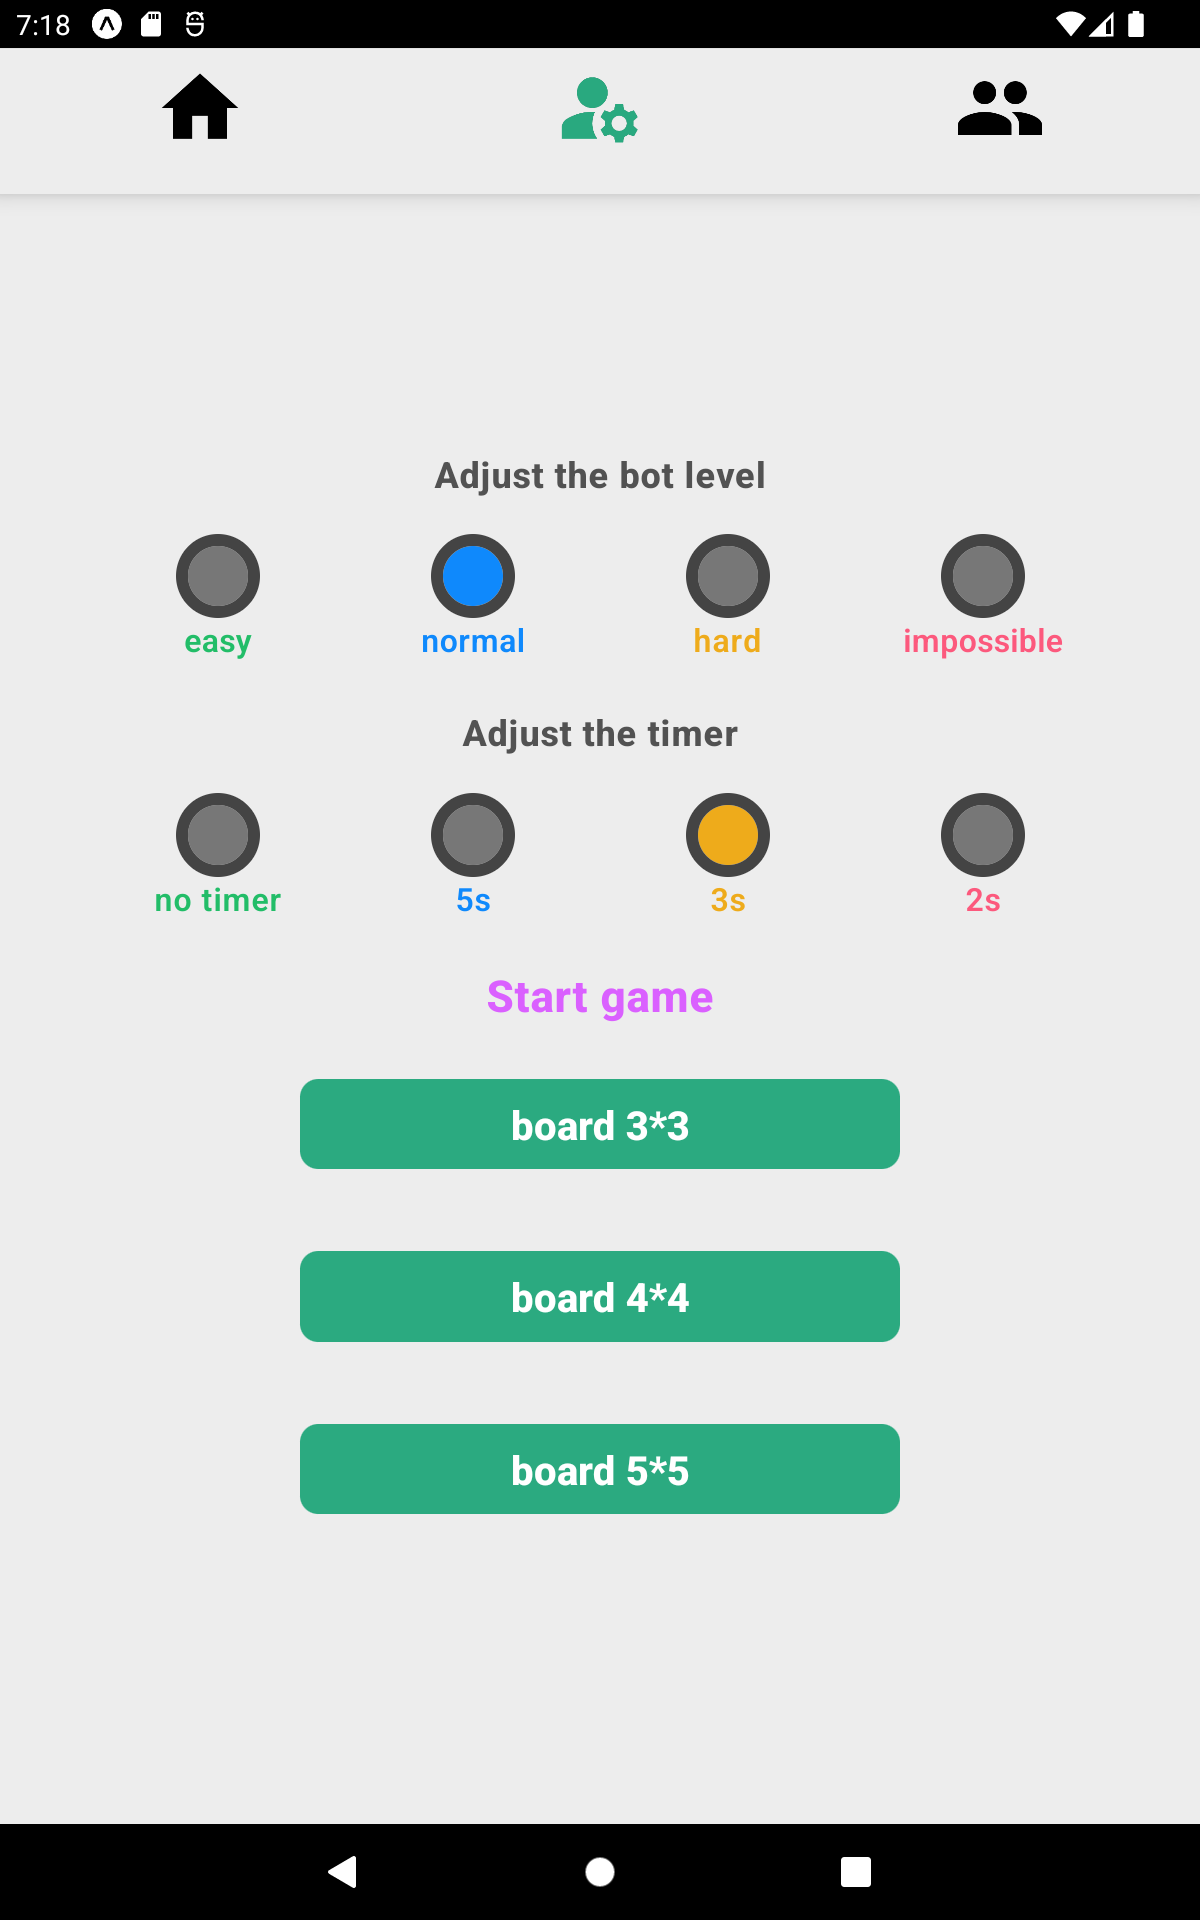 7:18
Adjust the bot level
easy normal hard impossible
Adjust the timer
no timer 5s 3s 2s
Start game
board 3*3
board 4*4
board 5*5